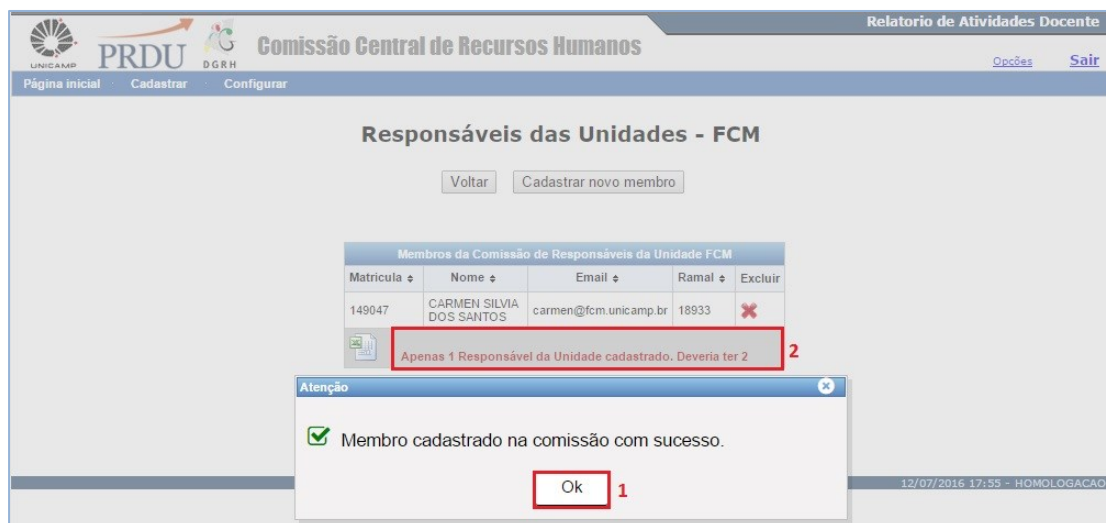 Relatorio de Atividades Docente
UNICAMP
PRDU
DGRH
Comissão Central de Recursos Humanos
Opções Sair
Página inicial Cadastrar Configurar
Responsáveis das Unidades - FCM
Voltar Cadastrar novo membro
Membros da Comissão de Responsáveis da Unidade FCM
Matricula Nome Email Ramal Excluir
149047 CARMEN SILVIA DOS SANTOS carmen@fcm.unicamp.br 18933
Apenas 1 Responsável da Unidade cadastrado. Deveria ter 2
2
Atenção
Membro cadastrado na comissão com sucesso.
Ok
1
12/07/2016 17:55 - HOMOLOGACAO